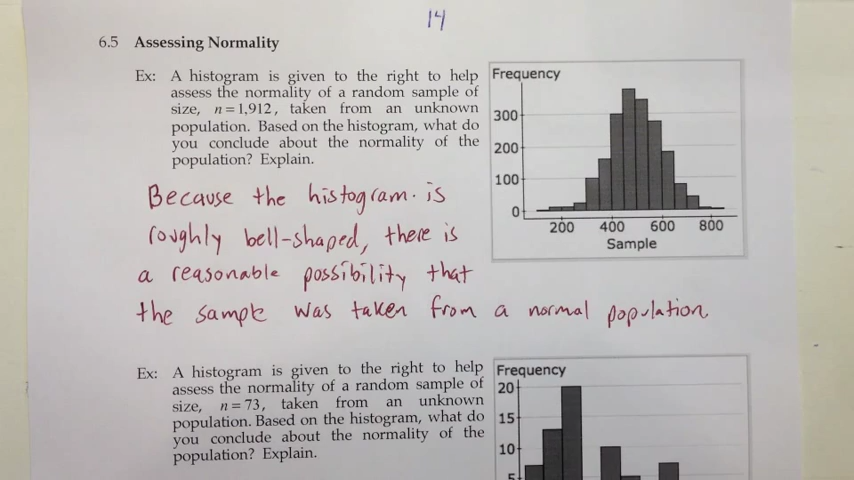 14
6.5 Assessing Normality
Ex: A histogram is given to the right to help
assess the normality of a random sample of
size, n = 1,912, taken from an unknown
population. Based on the histogram, what do
you conclude about the normality of the
population? Explain.
Frequency
300
200
100
0
200 400 600 800
Sample
Because the histogram is
roughly bell-shaped, there is
a reasonable possibility that
the sample was taken from a normal population.
Ex: A histogram is given to the right to help
assess the normality of a random sample of
size, n = 73, taken from an unknown
population. Based on the histogram, what do
you conclude about the normality of the
population? Explain.
Frequency
20
15
10
5